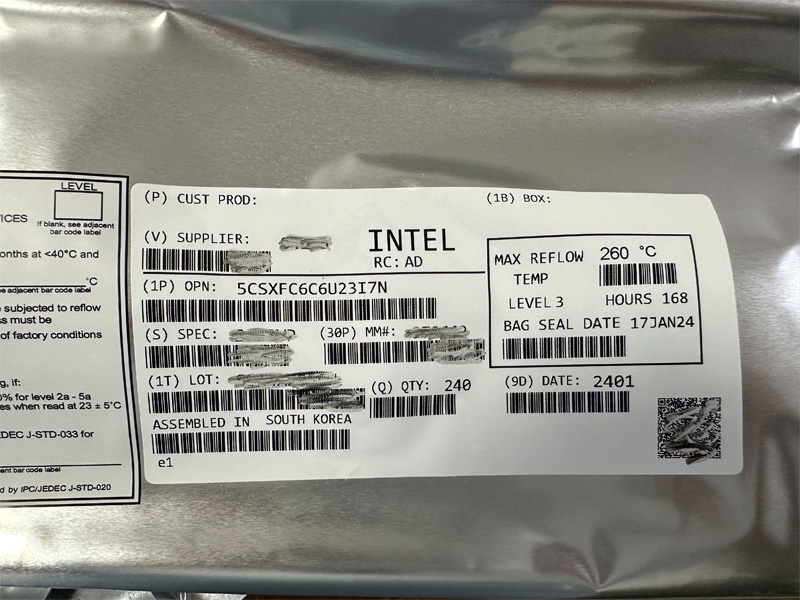 LEVEL
If blank, see adjacent
bar code label
onths at <40°C and
°C
adjacent bar code label
subjected to reflow
must be
of factory conditions
g, if:
% for level 2a - 5a
es when read at 23 ± 5°C
J-STD-033 for
bar code label
d by IPC/JEDEC J-STD-020
(P) CUST PROD:
(1B) BOX:
(V) SUPPLIER:
INTEL
RC: AD
(1P) OPN: 5CSXFC6C6U23I7N
(S) SPEC:
(30P) MM#:
(1T) LOT:
(Q) QTY: 240
ASSEMBLED IN SOUTH KOREA
e1
MAX REFLOW 260 °C
TEMP
LEVEL 3 HOURS 168
BAG SEAL DATE 17JAN24
(9D) DATE: 2401